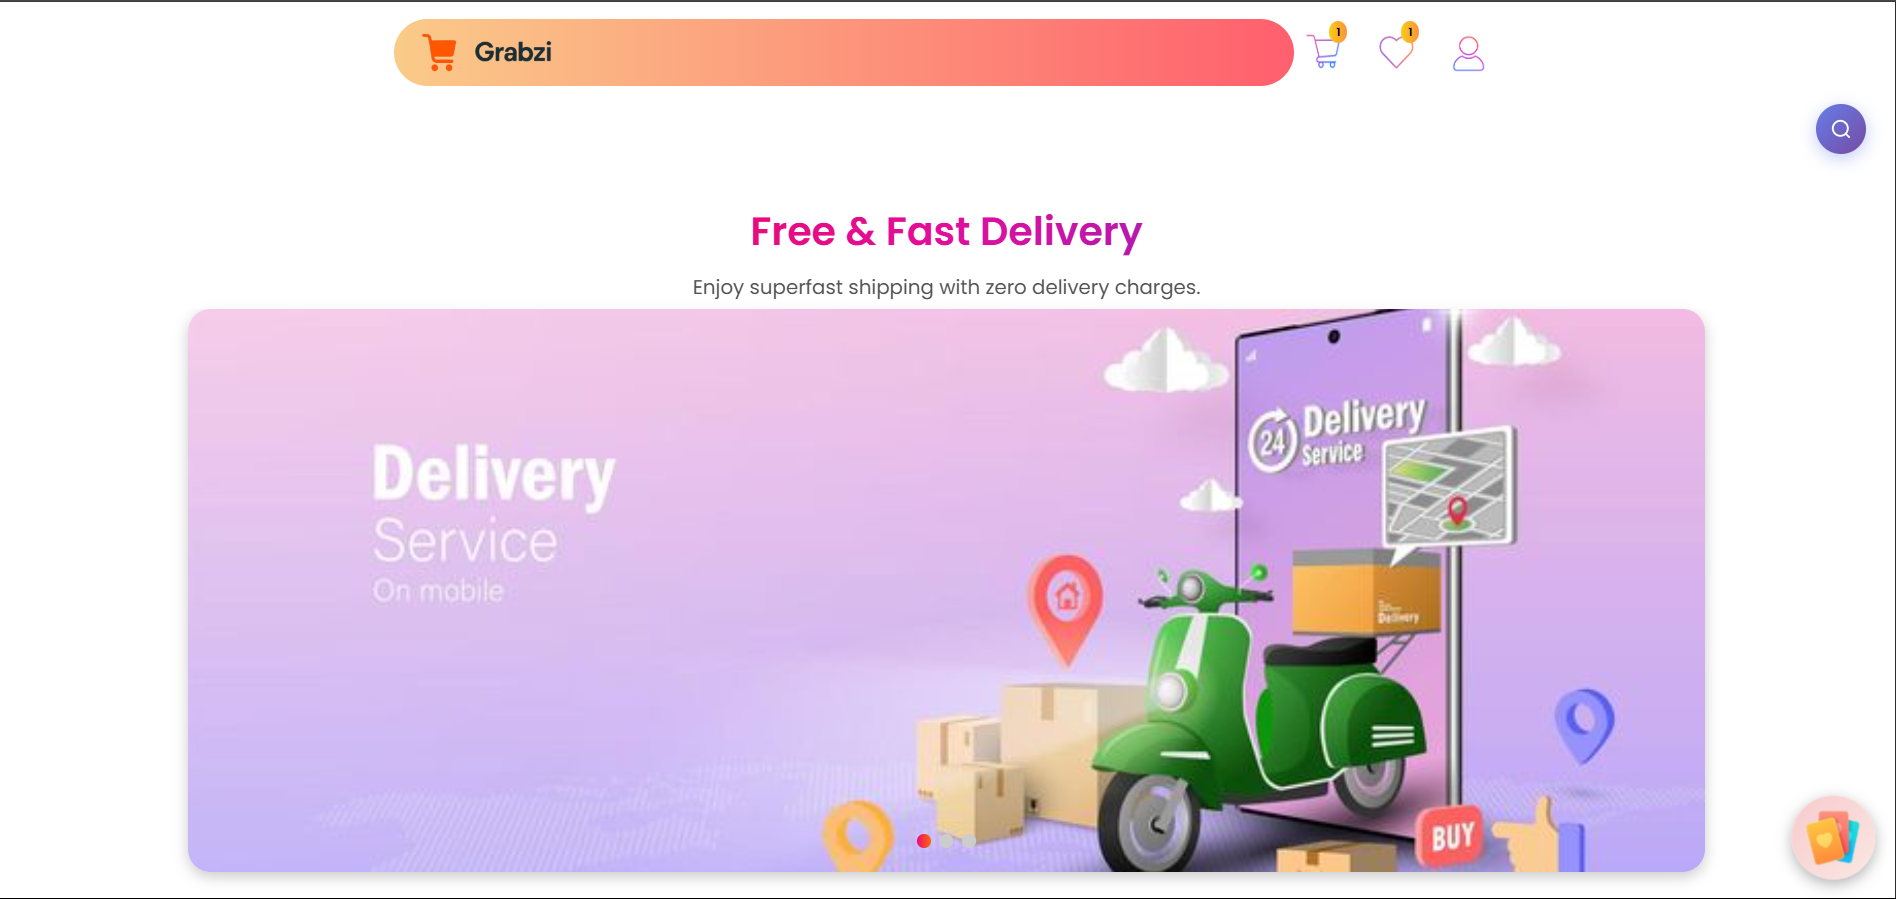 Grabzi
1
1
Free & Fast Delivery
Enjoy superfast shipping with zero delivery charges.
Delivery
Service
On mobile
24
Delivery
Service
Delivery
BUY